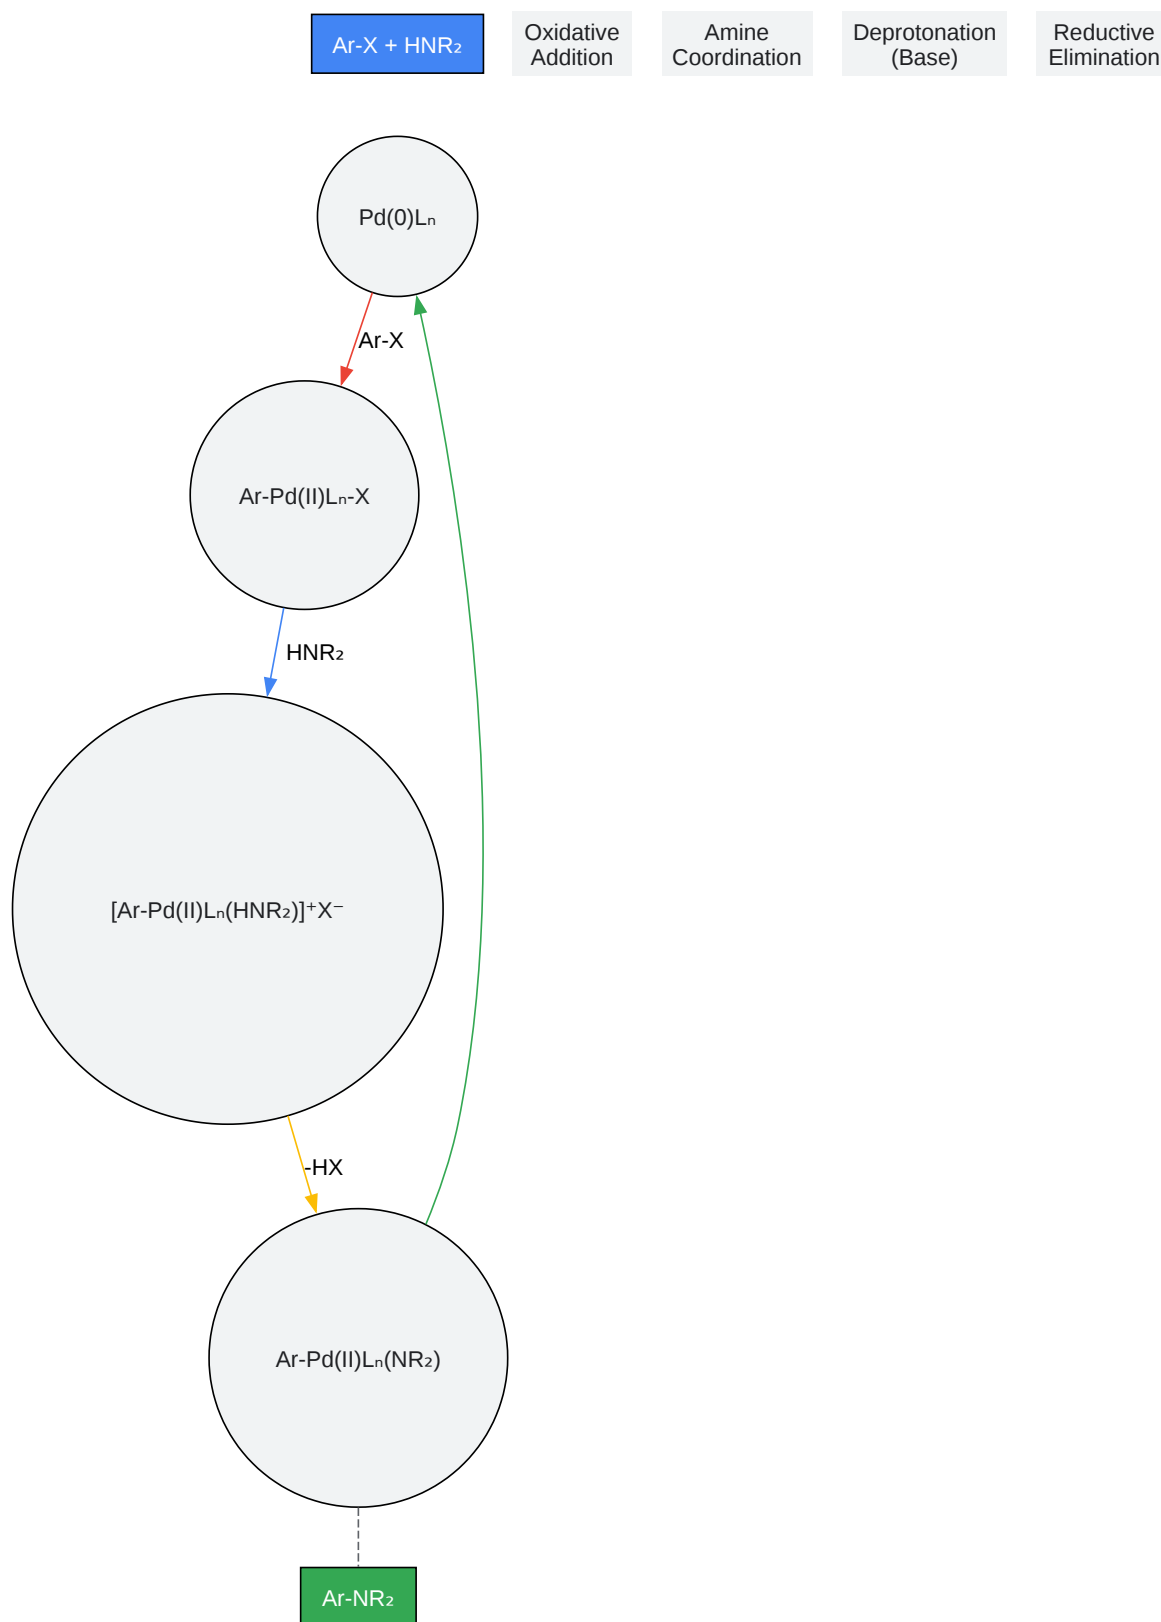 Ar-X + HNR₂
Oxidative
Addition
Amine
Coordination
Deprotonation
(Base)
Reductive
Elimination
Pd(0)Lₙ
Ar-X
Ar-Pd(II)Lₙ-X
HNR₂
[Ar-Pd(II)Lₙ(HNR₂)]⁺X⁻
-HX
Ar-Pd(II)Lₙ(NR₂)
Ar-NR₂